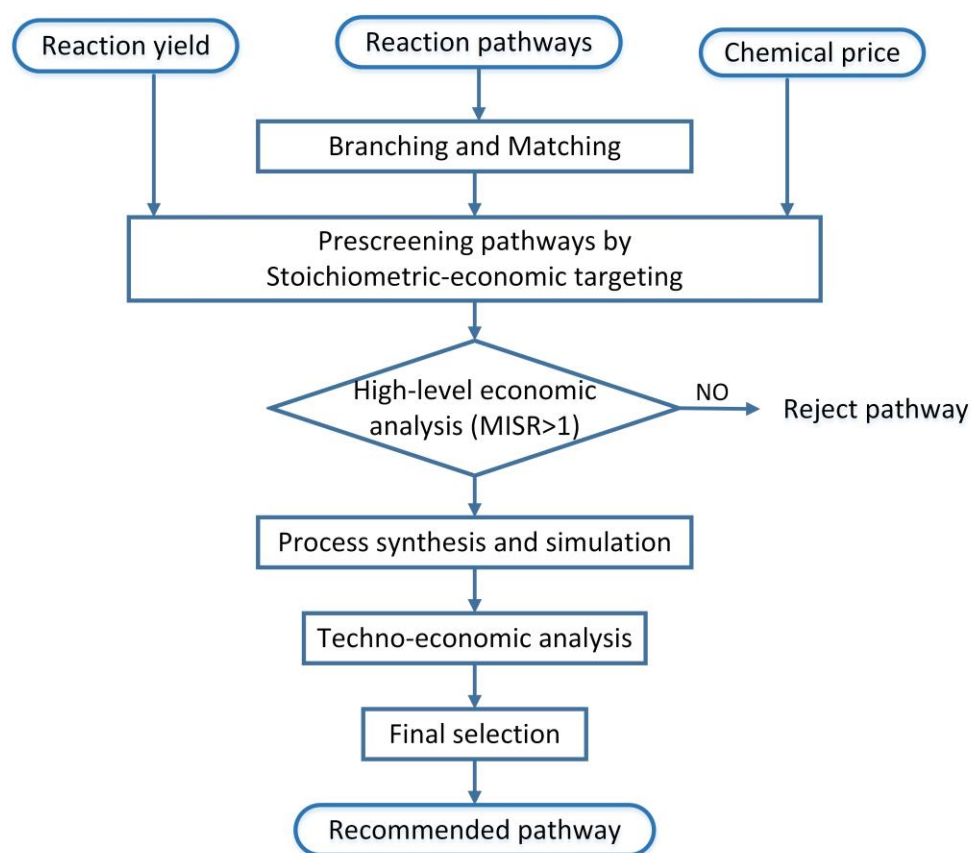 Reaction yield
Reaction pathways
Chemical price
Branching and Matching
Prescreening pathways by
Stoichiometric-economic targeting
High-level economic
analysis (MISR>1)
NO
Reject pathway
Process synthesis and simulation
Techno-economic analysis
Final selection
Recommended pathway